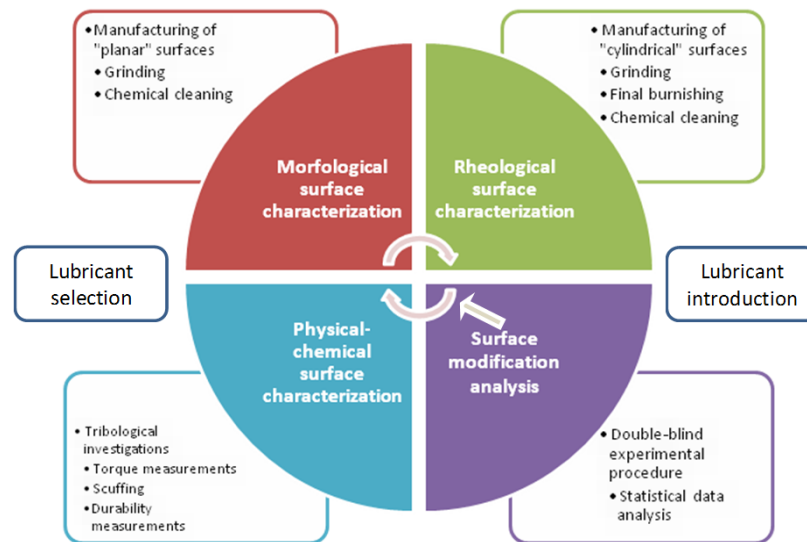 • Manufacturing of
"planar" surfaces
• Grinding
• Chemical cleaning
• Manufacturing of
"cylindrical" surfaces
• Grinding
• Final burnishing
• Chemical cleaning
Morfological
surface
characterization
Rheological
surface
characterization
Lubricant
selection
Lubricant
introduction
Physical-
chemical
surface
characterization
Surface
modification
analysis
• Tribological
investigations
• Torque measurements
• Scuffing
• Durability
measurements
• Double-blind
experimental
procedure
• Statistical data
analysis